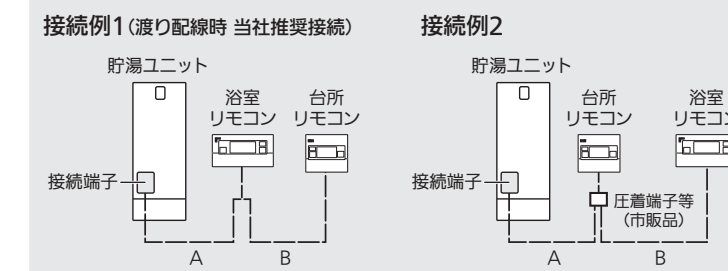 接続例1(渡り配線時 当社推奨接続)
貯湯ユニット
浴室
リモコン
台所
リモコン
接続端子
A
B
接続例2
貯湯ユニット
台所
リモコン
浴室
リモコン
接続端子
圧着端子等
(市販品)
A
B